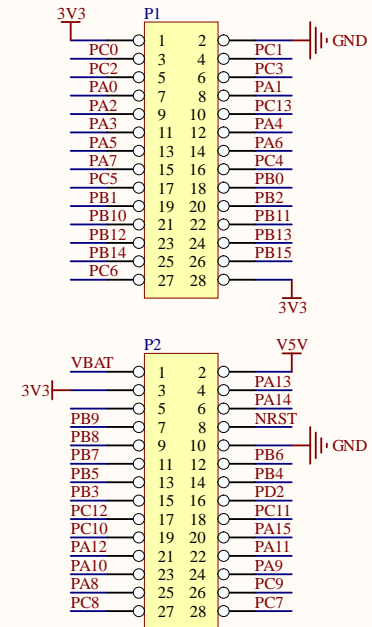 3V3 P1
1 2 GND
PC0 3 4 PC1
PC2 5 6 PC3
PA0 7 8 PA1
PA2 9 10 PC13
PA3 11 12 PA4
PA5 13 14 PA6
PA7 15 16 PC4
PC5 17 18 PB0
PB1 19 20 PB2
PB10 21 22 PB11
PB12 23 24 PB13
PB14 25 26 PB15
PC6 27 28
3V3
P2 V5V
VBAT 1 2
3V3 3 4 PA13
5 6 PA14
PB9 7 8 NRST
PB8 9 10 GND
PB7 11 12 PB6
PB5 13 14 PB4
PB3 15 16 PD2
PC12 17 18 PC11
PC10 19 20 PA15
PA12 21 22 PA11
PA10 23 24 PA9
PA8 25 26 PC9
PC8 27 28 PC7